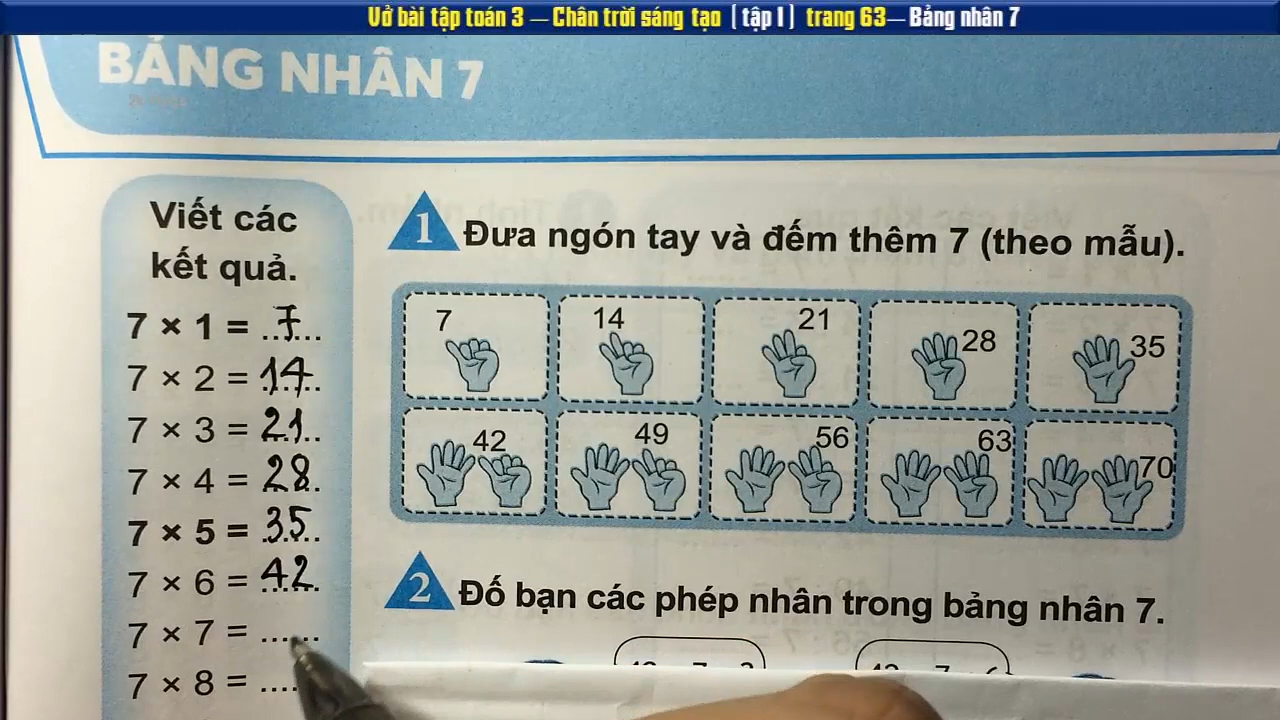 Vở bài tập toán 3 – Chân trời sáng tạo (tập 1) trang 63– Bảng nhân 7
BẢNG NHÂN 7
Viết các
kết quả.
7 × 1 = ..7...
7 × 2 = .14..
7 × 3 = .21..
7 × 4 = .28.
7 × 5 = .35..
7 × 6 = .42.
7 × 7 = ......
7 × 8 = ....
1 Đưa ngón tay và đếm thêm 7 (theo mẫu).
7 14 21 28 35
42 49 56 63 70
2 Đố bạn các phép nhân trong bảng nhân 7.